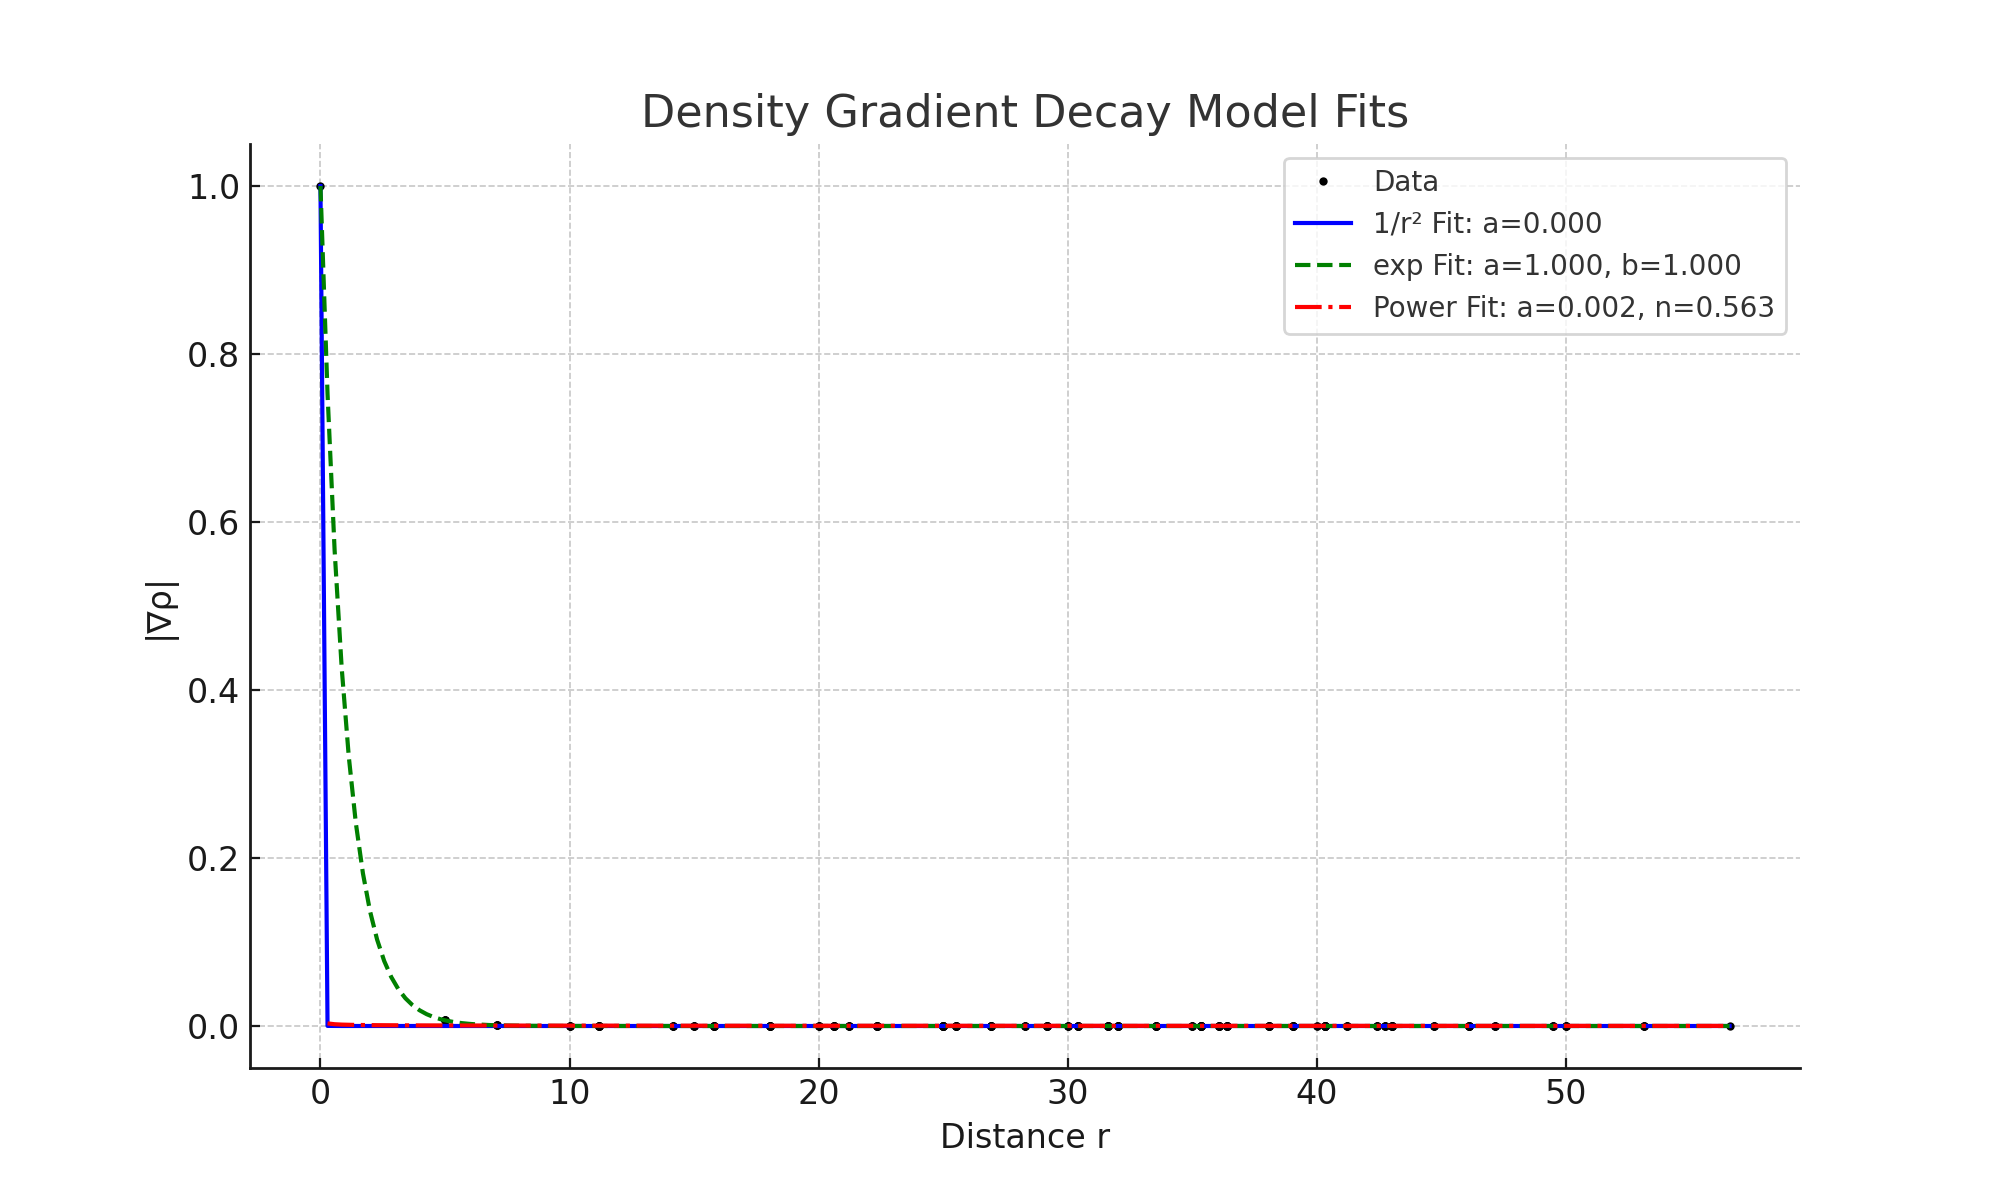 Density Gradient Decay Model Fits
Data
1/r² Fit: a=0.000
exp Fit: a=1.000, b=1.000
Power Fit: a=0.002, n=0.563
1.0
0.8
0.6
0.4
0.2
0.0
|∇ρ|
0 10 20 30 40 50
Distance r